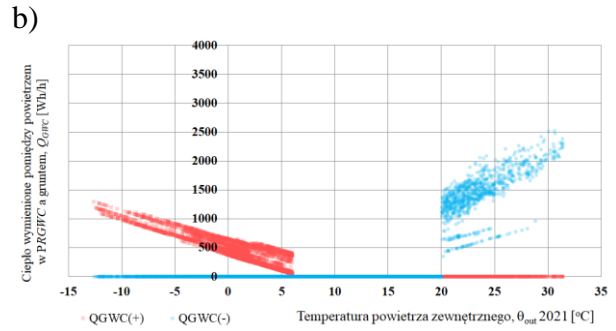 b)
4000
3500
3000
2500
2000
1500
1000
500
0
-15 -10 -5 0 5 10 15 20 25 30 35
Ciepło wymienione pomiędzy powietrzem
w PRGWC a gruntem, Q_GWC [Wh/h]
QGWC(+) QGWC(-) Temperatura powietrza zewnętrznego, θout 2021 [°C]